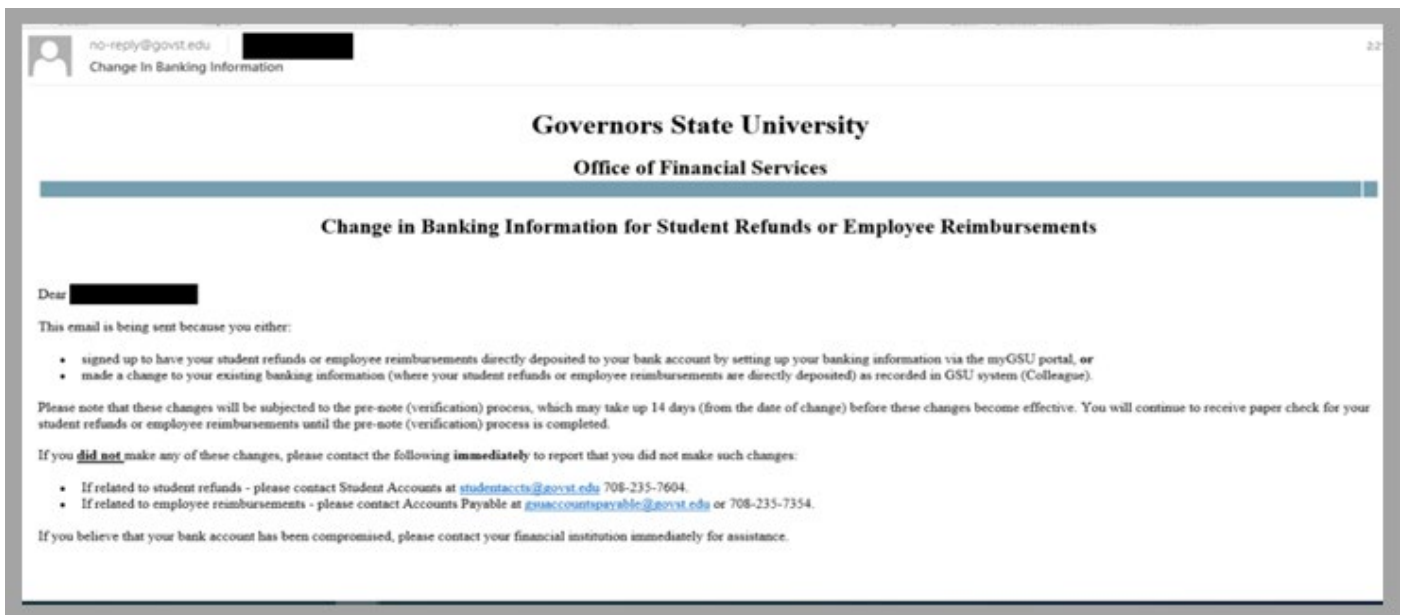 no-reply@govst.edu
2:2
Change In Banking Information
Governors State University
Office of Financial Services
Change in Banking Information for Student Refunds or Employee Reimbursements
Dear
This email is being sent because you either:
• signed up to have your student refunds or employee reimbursements directly deposited to your bank account by setting up your banking information via the myGSU portal, or
• made a change to your existing banking information (where your student refunds or employee reimbursements are directly deposited) as recorded in GSU system (Colleague).
Please note that these changes will be subjected to the pre-note (verification) process, which may take up 14 days (from the date of change) before these changes become effective. You will continue to receive paper check for your
student refunds or employee reimbursements until the pre-note (verification) process is completed.
If you did not make any of these changes, please contact the following immediately to report that you did not make such changes:
• If related to student refunds - please contact Student Accounts at studentaccts@govst.edu 708-235-7604.
• If related to employee reimbursements - please contact Accounts Payable at gsuaccountspayable@govst.edu or 708-235-7354.
If you believe that your bank account has been compromised, please contact your financial institution immediately for assistance.